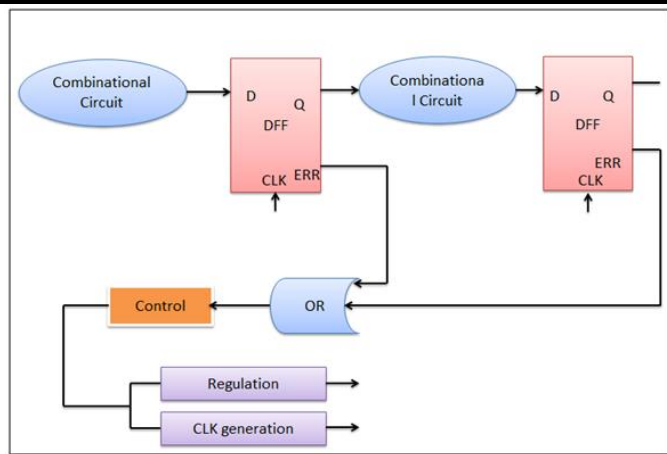 Combinational
Circuit
D
Q
DFF
ERR
CLK
Combinationa
l Circuit
D
Q
DFF
ERR
CLK
Control
OR
Regulation
CLK generation